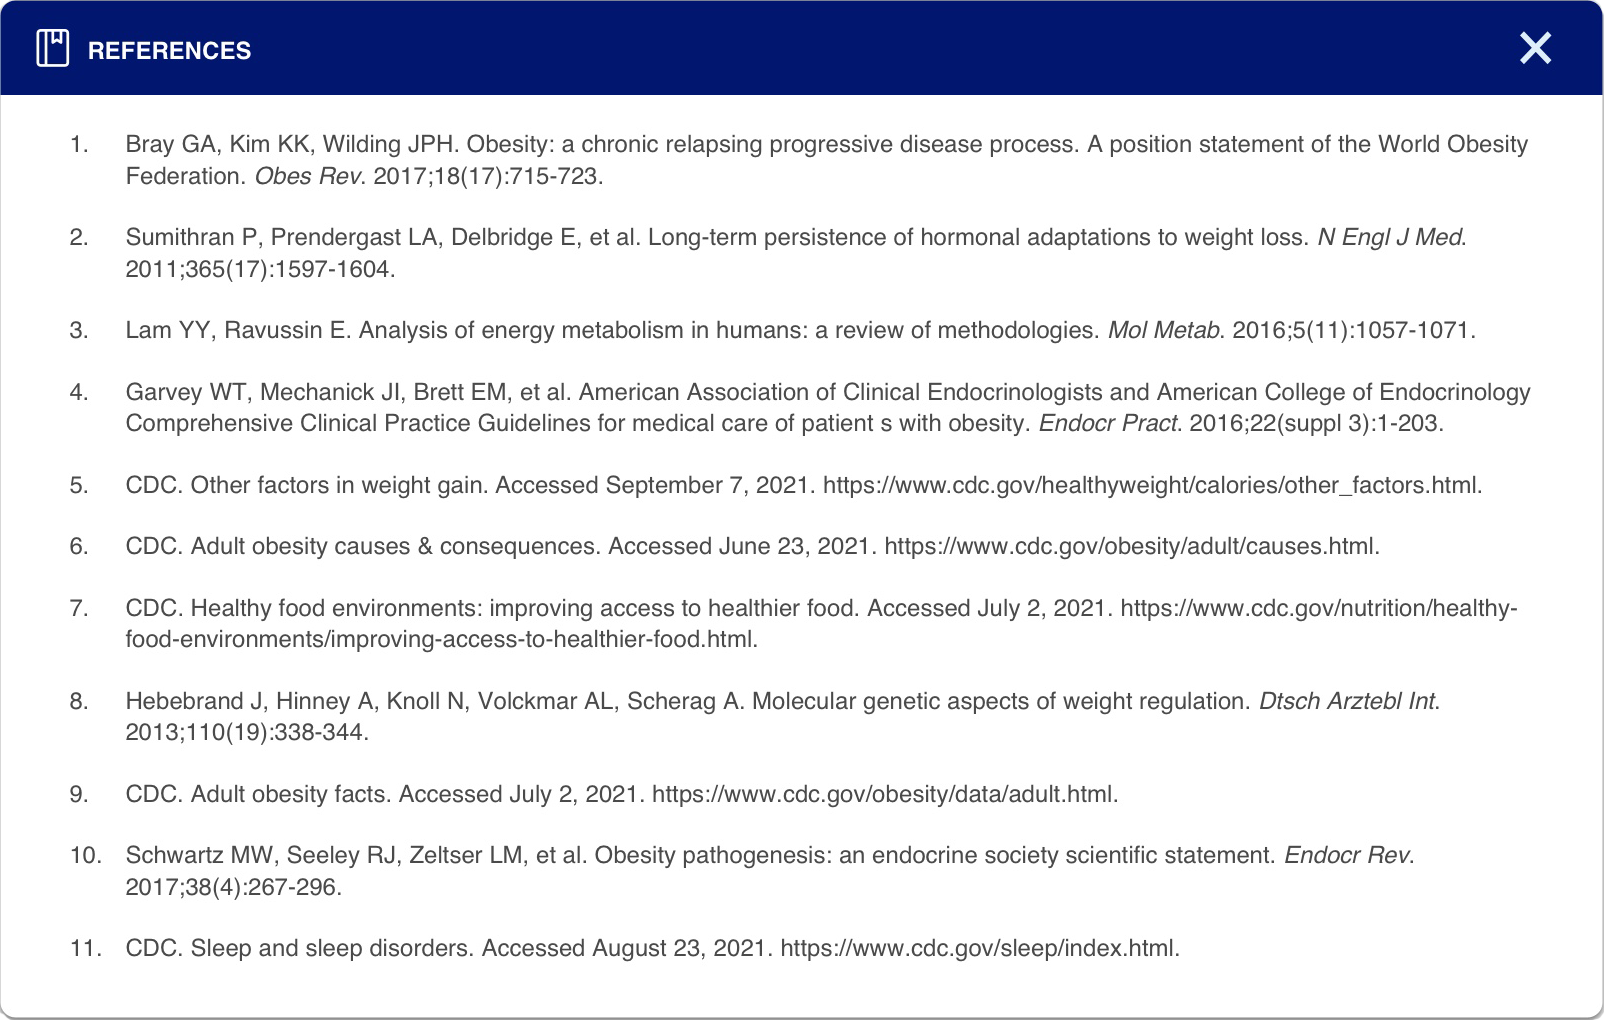 REFERENCES
1. Bray GA, Kim KK, Wilding JPH. Obesity: a chronic relapsing progressive disease process. A position statement of the World Obesity
Federation. Obes Rev. 2017;18(17):715-723.
2. Sumithran P, Prendergast LA, Delbridge E, et al. Long-term persistence of hormonal adaptations to weight loss. N Engl J Med.
2011;365(17):1597-1604.
3. Lam YY, Ravussin E. Analysis of energy metabolism in humans: a review of methodologies. Mol Metab. 2016;5(11):1057-1071.
4. Garvey WT, Mechanick JI, Brett EM, et al. American Association of Clinical Endocrinologists and American College of Endocrinology
Comprehensive Clinical Practice Guidelines for medical care of patient s with obesity. Endocr Pract. 2016;22(suppl 3):1-203.
5. CDC. Other factors in weight gain. Accessed September 7, 2021. https://www.cdc.gov/healthyweight/calories/other_factors.html.
6. CDC. Adult obesity causes & consequences. Accessed June 23, 2021. https://www.cdc.gov/obesity/adult/causes.html.
7. CDC. Healthy food environments: improving access to healthier food. Accessed July 2, 2021. https://www.cdc.gov/nutrition/healthy-
food-environments/improving-access-to-healthier-food.html.
8. Hebebrand J, Hinney A, Knoll N, Volckmar AL, Scherag A. Molecular genetic aspects of weight regulation. Dtsch Arztebl Int.
2013;110(19):338-344.
9. CDC. Adult obesity facts. Accessed July 2, 2021. https://www.cdc.gov/obesity/data/adult.html.
10. Schwartz MW, Seeley RJ, Zeltser LM, et al. Obesity pathogenesis: an endocrine society scientific statement. Endocr Rev.
2017;38(4):267-296.
11. CDC. Sleep and sleep disorders. Accessed August 23, 2021. https://www.cdc.gov/sleep/index.html.